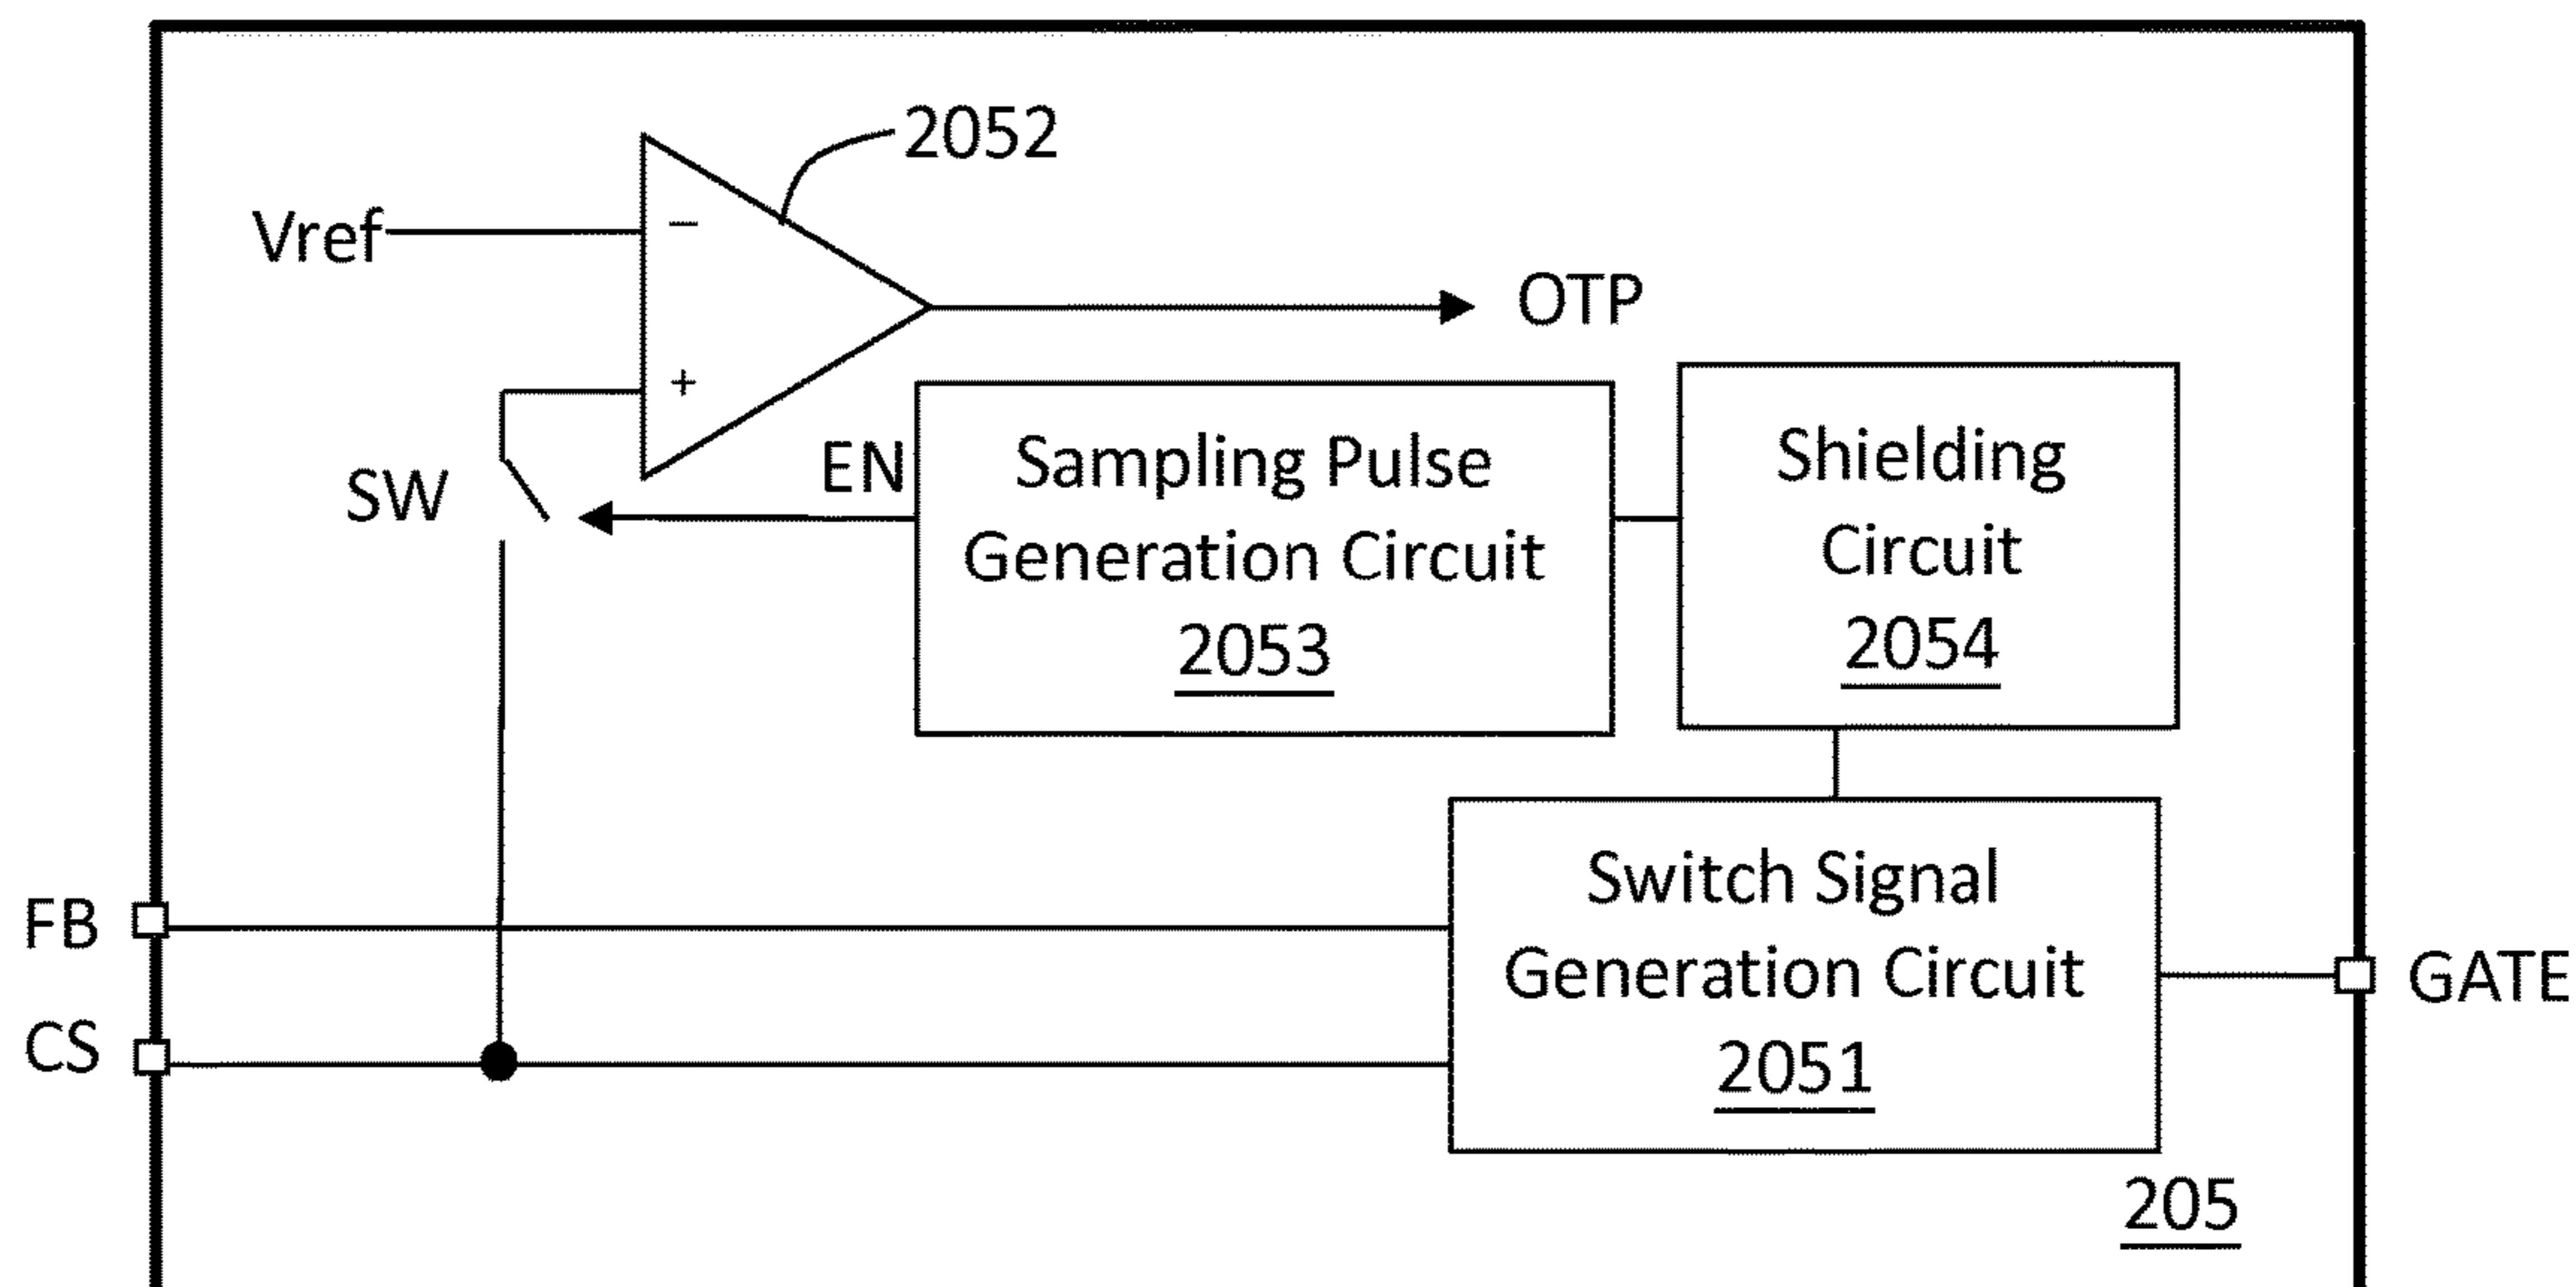 2052
Vref
−
OTP
+
EN
SW
Sampling Pulse
Generation Circuit
2053
Shielding
Circuit
2054
FB
CS
Switch Signal
Generation Circuit
2051
GATE
205